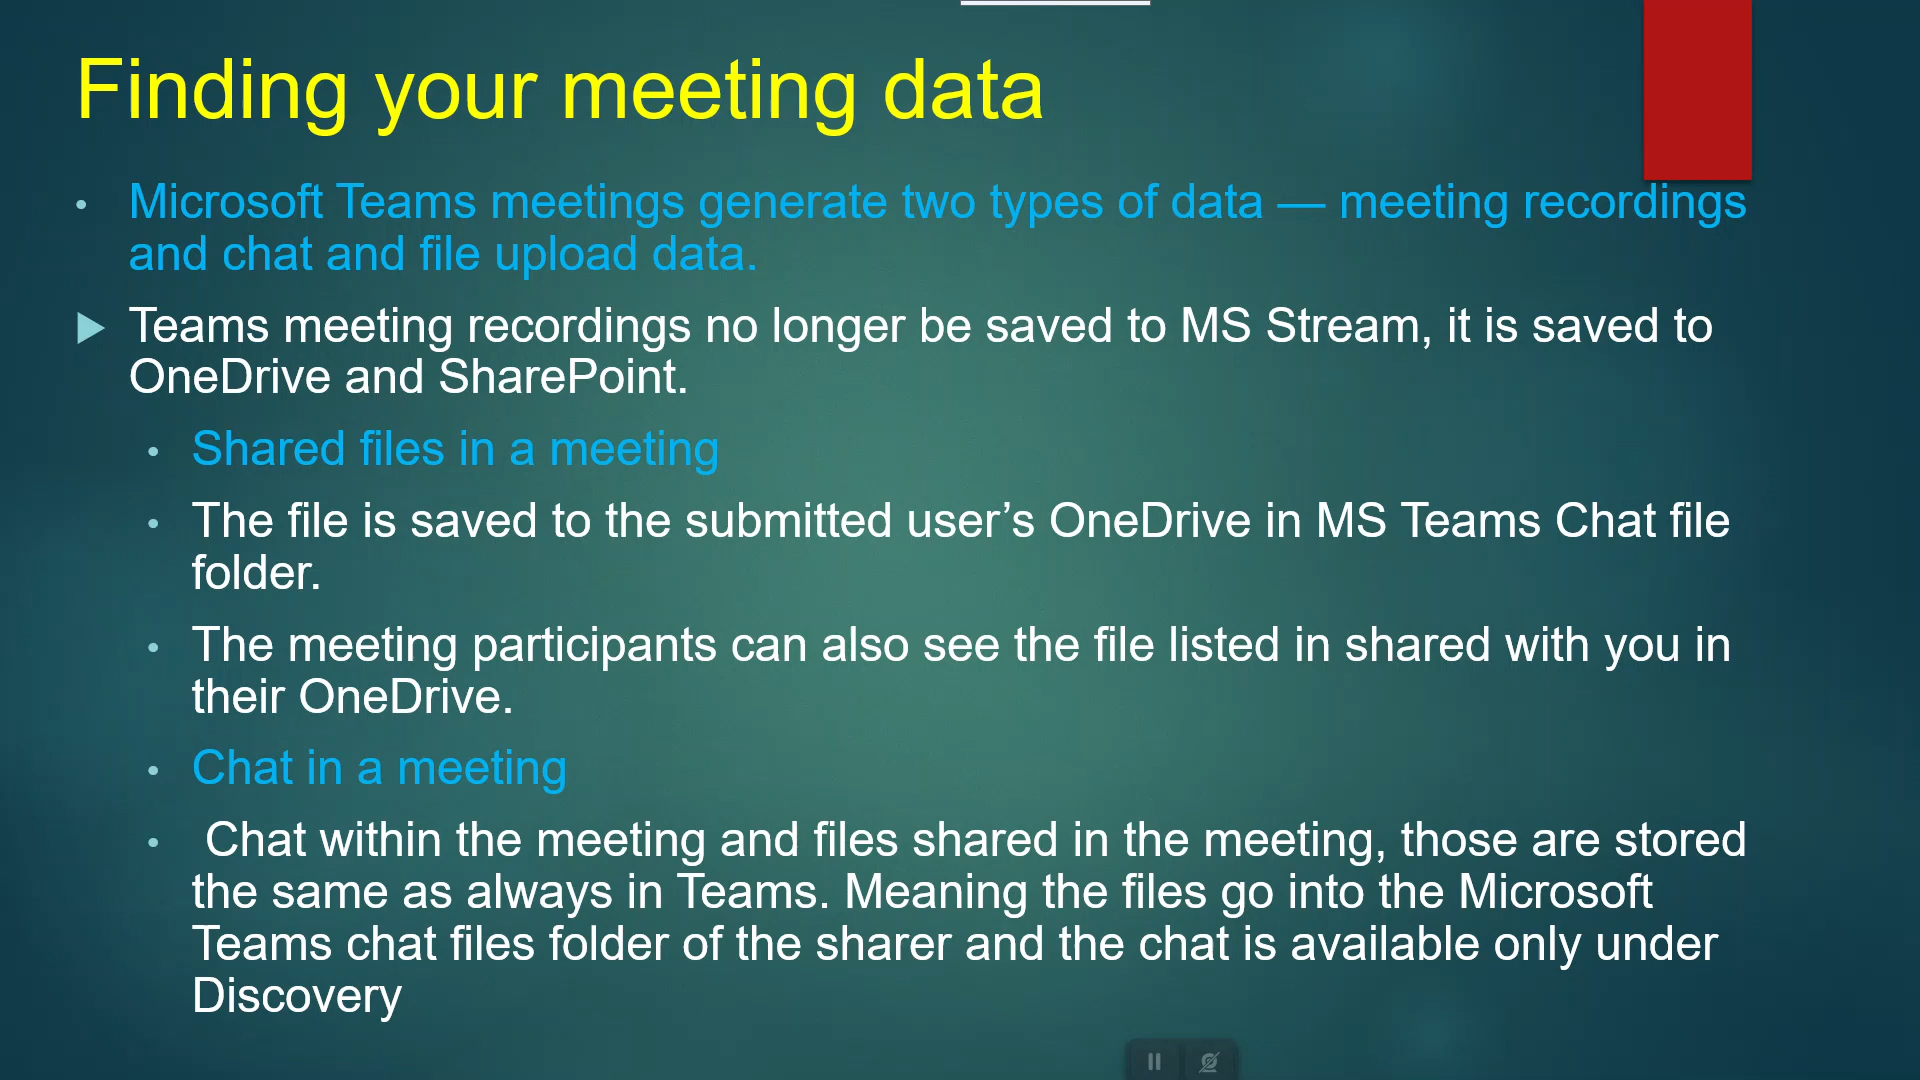 Finding your meeting data
Microsoft Teams meetings generate two types of data — meeting recordings
and chat and file upload data.
Teams meeting recordings no longer be saved to MS Stream, it is saved to
OneDrive and SharePoint.
Shared files in a meeting
The file is saved to the submitted user’s OneDrive in MS Teams Chat file
folder.
The meeting participants can also see the file listed in shared with you in
their OneDrive.
Chat in a meeting
Chat within the meeting and files shared in the meeting, those are stored
the same as always in Teams. Meaning the files go into the Microsoft
Teams chat files folder of the sharer and the chat is available only under
Discovery